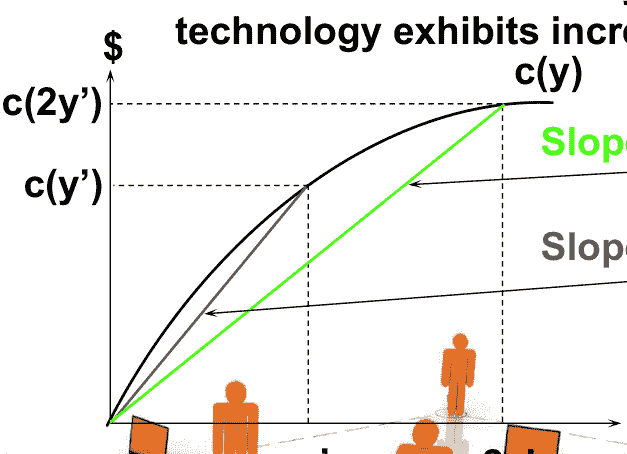 $
technology exhibits incr
c(y)
c(2y’)
Slop
c(y’)
Slop